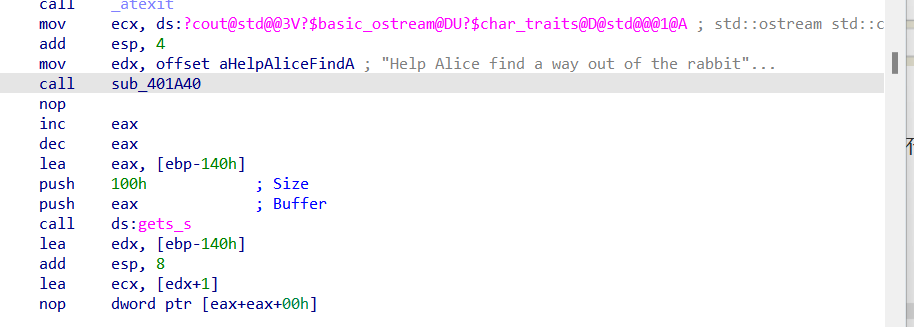 call    _atexit
mov     ecx, ds:?cout@std@@3V?$basic_ostream@DU?$char_traits@D@std@@@1@A ; std::ostream std::c
add     esp, 4
mov     edx, offset aHelpAliceFindA ; "Help Alice find a way out of the rabbit"...
call    sub_401A40
nop
inc     eax
dec     eax
lea     eax, [ebp-140h]
push    100h            ; Size
push    eax             ; Buffer
call    ds:gets_s
lea     edx, [ebp-140h]
add     esp, 8
lea     ecx, [edx+1]
nop     dword ptr [eax+eax+00h]